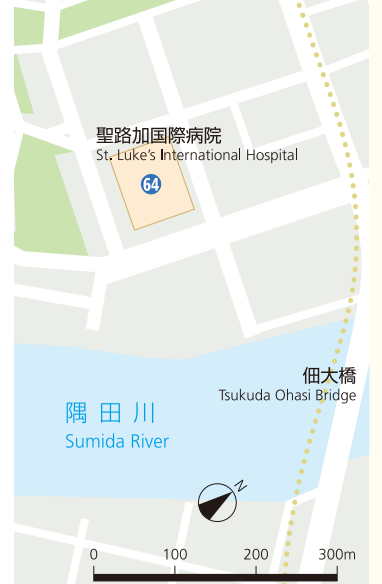 聖路加国際病院
St. Luke's International Hospital
64
佃大橋
Tsukuda Ohasi Bridge
隅田川
Sumida River
N
0 100 200 300m